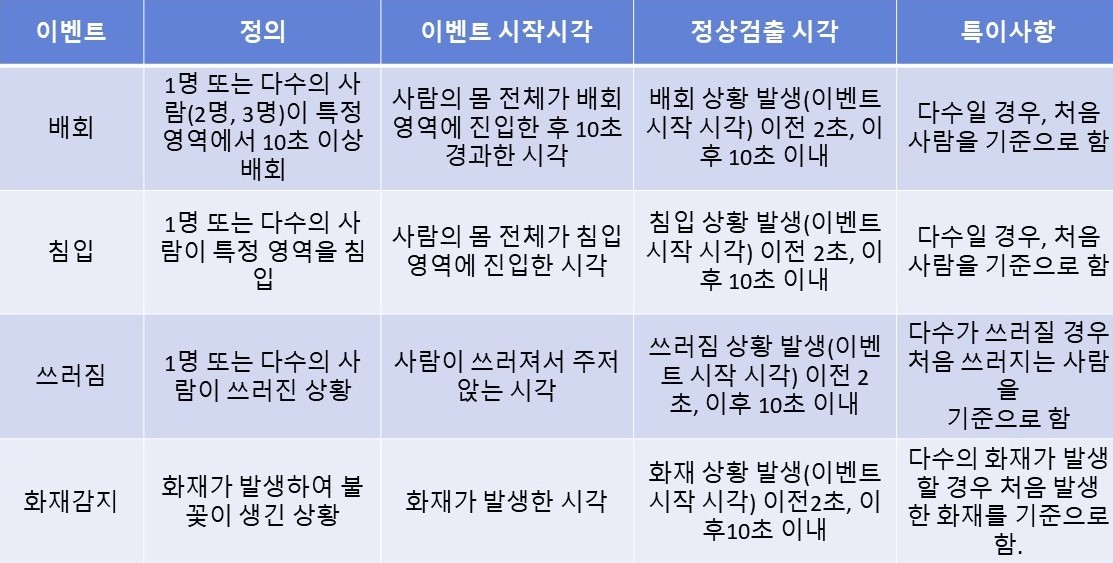 이벤트
정의
이벤트 시작시각
정상검출 시각
특이사항
배회
1명 또는 다수의 사
람(2명, 3명)이 특정
영역에서 10초 이상
배회
사람의 몸 전체가 배회
영역에 진입한 후 10초
경과한 시각
배회 상황 발생(이벤트
시작 시각) 이전 2초, 이
후 10초 이내
다수일 경우, 처음
사람을 기준으로 함
침입
1명 또는 다수의 사
람이 특정 영역을 침
입
사람의 몸 전체가 침입
영역에 진입한 시각
침입 상황 발생(이벤트
시작 시각) 이전 2초, 이
후 10초 이내
다수일 경우, 처음
사람을 기준으로 함
쓰러짐
1명 또는 다수의 사
람이 쓰러진 상황
사람이 쓰러져서 주저
앉는 시각
쓰러짐 상황 발생(이벤
트 시작 시각) 이전 2
초, 이후 10초 이내
다수가 쓰러질 경우
처음 쓰러지는 사람
을
기준으로 함
화재감지
화재가 발생하여 불
꽃이 생긴 상황
화재가 발생한 시각
화재 상황 발생(이벤트
시작 시각) 이전2초, 이
후10초 이내
다수의 화재가 발생
할 경우 처음 발생
한 화재를 기준으로
함.